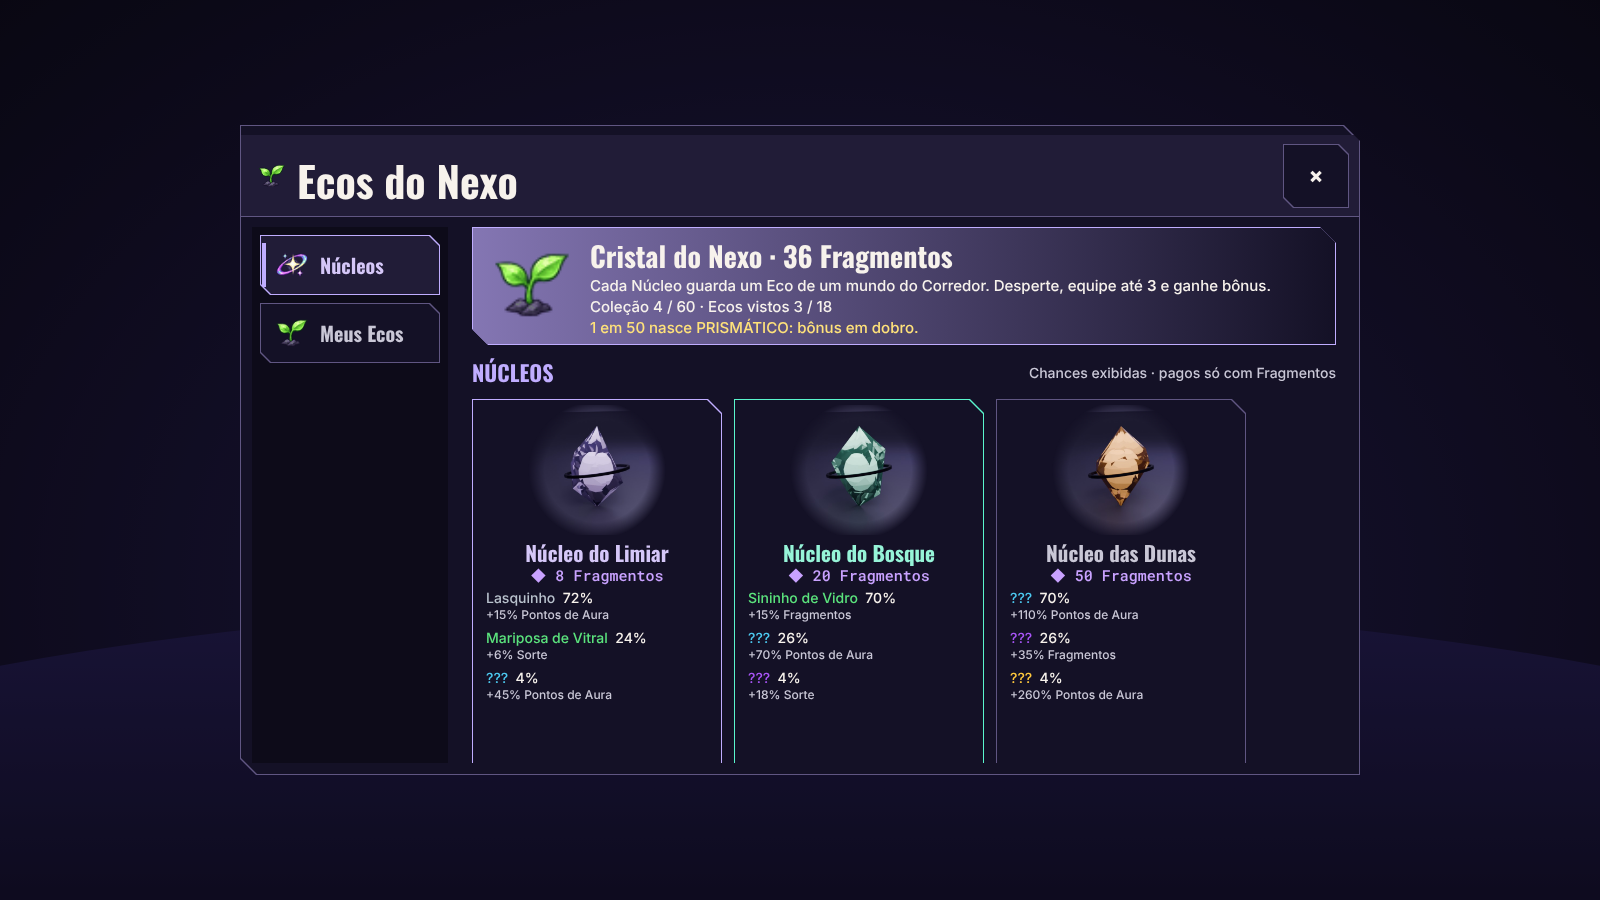 Ecos do Nexo
×
Núcleos
Meus Ecos
Cristal do Nexo · 36 Fragmentos
Cada Núcleo guarda um Eco de um mundo do Corredor. Desperte, equipe até 3 e ganhe bônus.
Coleção 4 / 60 · Ecos vistos 3 / 18
1 em 50 nasce PRISMÁTICO: bônus em dobro.
NÚCLEOS
Chances exibidas · pagos só com Fragmentos
Núcleo do Limiar
◆ 8 Fragmentos
Lasquinho 72%
+15% Pontos de Aura
Mariposa de Vitral 24%
+6% Sorte
??? 4%
+45% Pontos de Aura
Núcleo do Bosque
◆ 20 Fragmentos
Sininho de Vidro 70%
+15% Fragmentos
??? 26%
+70% Pontos de Aura
??? 4%
+18% Sorte
Núcleo das Dunas
◆ 50 Fragmentos
??? 70%
+110% Pontos de Aura
??? 26%
+35% Fragmentos
??? 4%
+260% Pontos de Aura